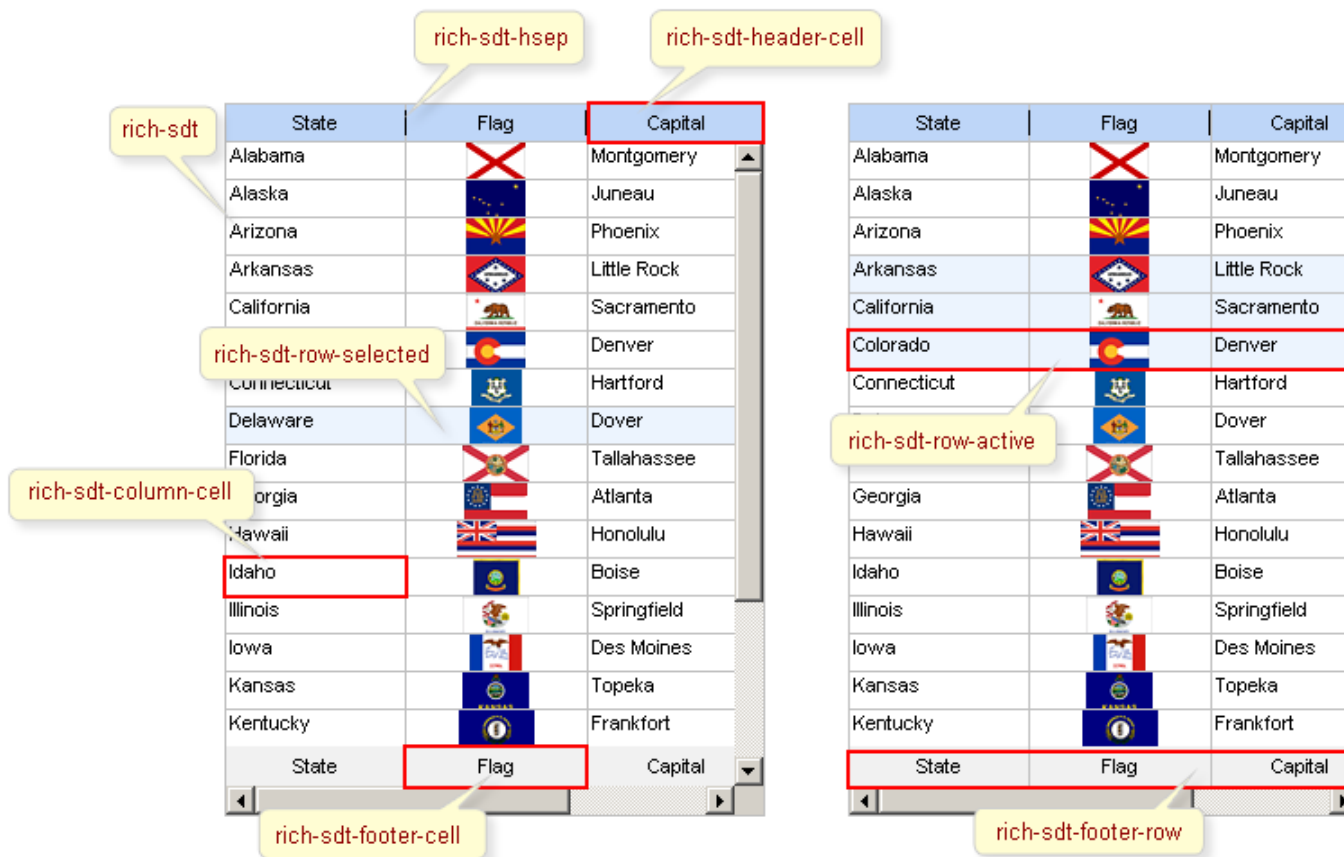 rich-sdt-hsep
rich-sdt-header-cell
rich-sdt
State Flag Capital
Alabama Montgomery
Alaska Juneau
Arizona Phoenix
Arkansas Little Rock
California Sacramento
rich-sdt-row-selected
Denver
Connecticut Hartford
Delaware Dover
Florida Tallahassee
rich-sdt-column-cell
orgia Atlanta
Hawaii Honolulu
Idaho Boise
Illinois Springfield
Iowa Des Moines
Kansas Topeka
Kentucky Frankfort
State Flag Capital
rich-sdt-footer-cell
State Flag Capital
Alabama Montgomery
Alaska Juneau
Arizona Phoenix
Arkansas Little Rock
California Sacramento
Colorado Denver
Connecticut Hartford
Dover
rich-sdt-row-active
Tallahassee
Georgia Atlanta
Hawaii Honolulu
Idaho Boise
Illinois Springfield
Iowa Des Moines
Kansas Topeka
Kentucky Frankfort
State Flag Capital
rich-sdt-footer-row